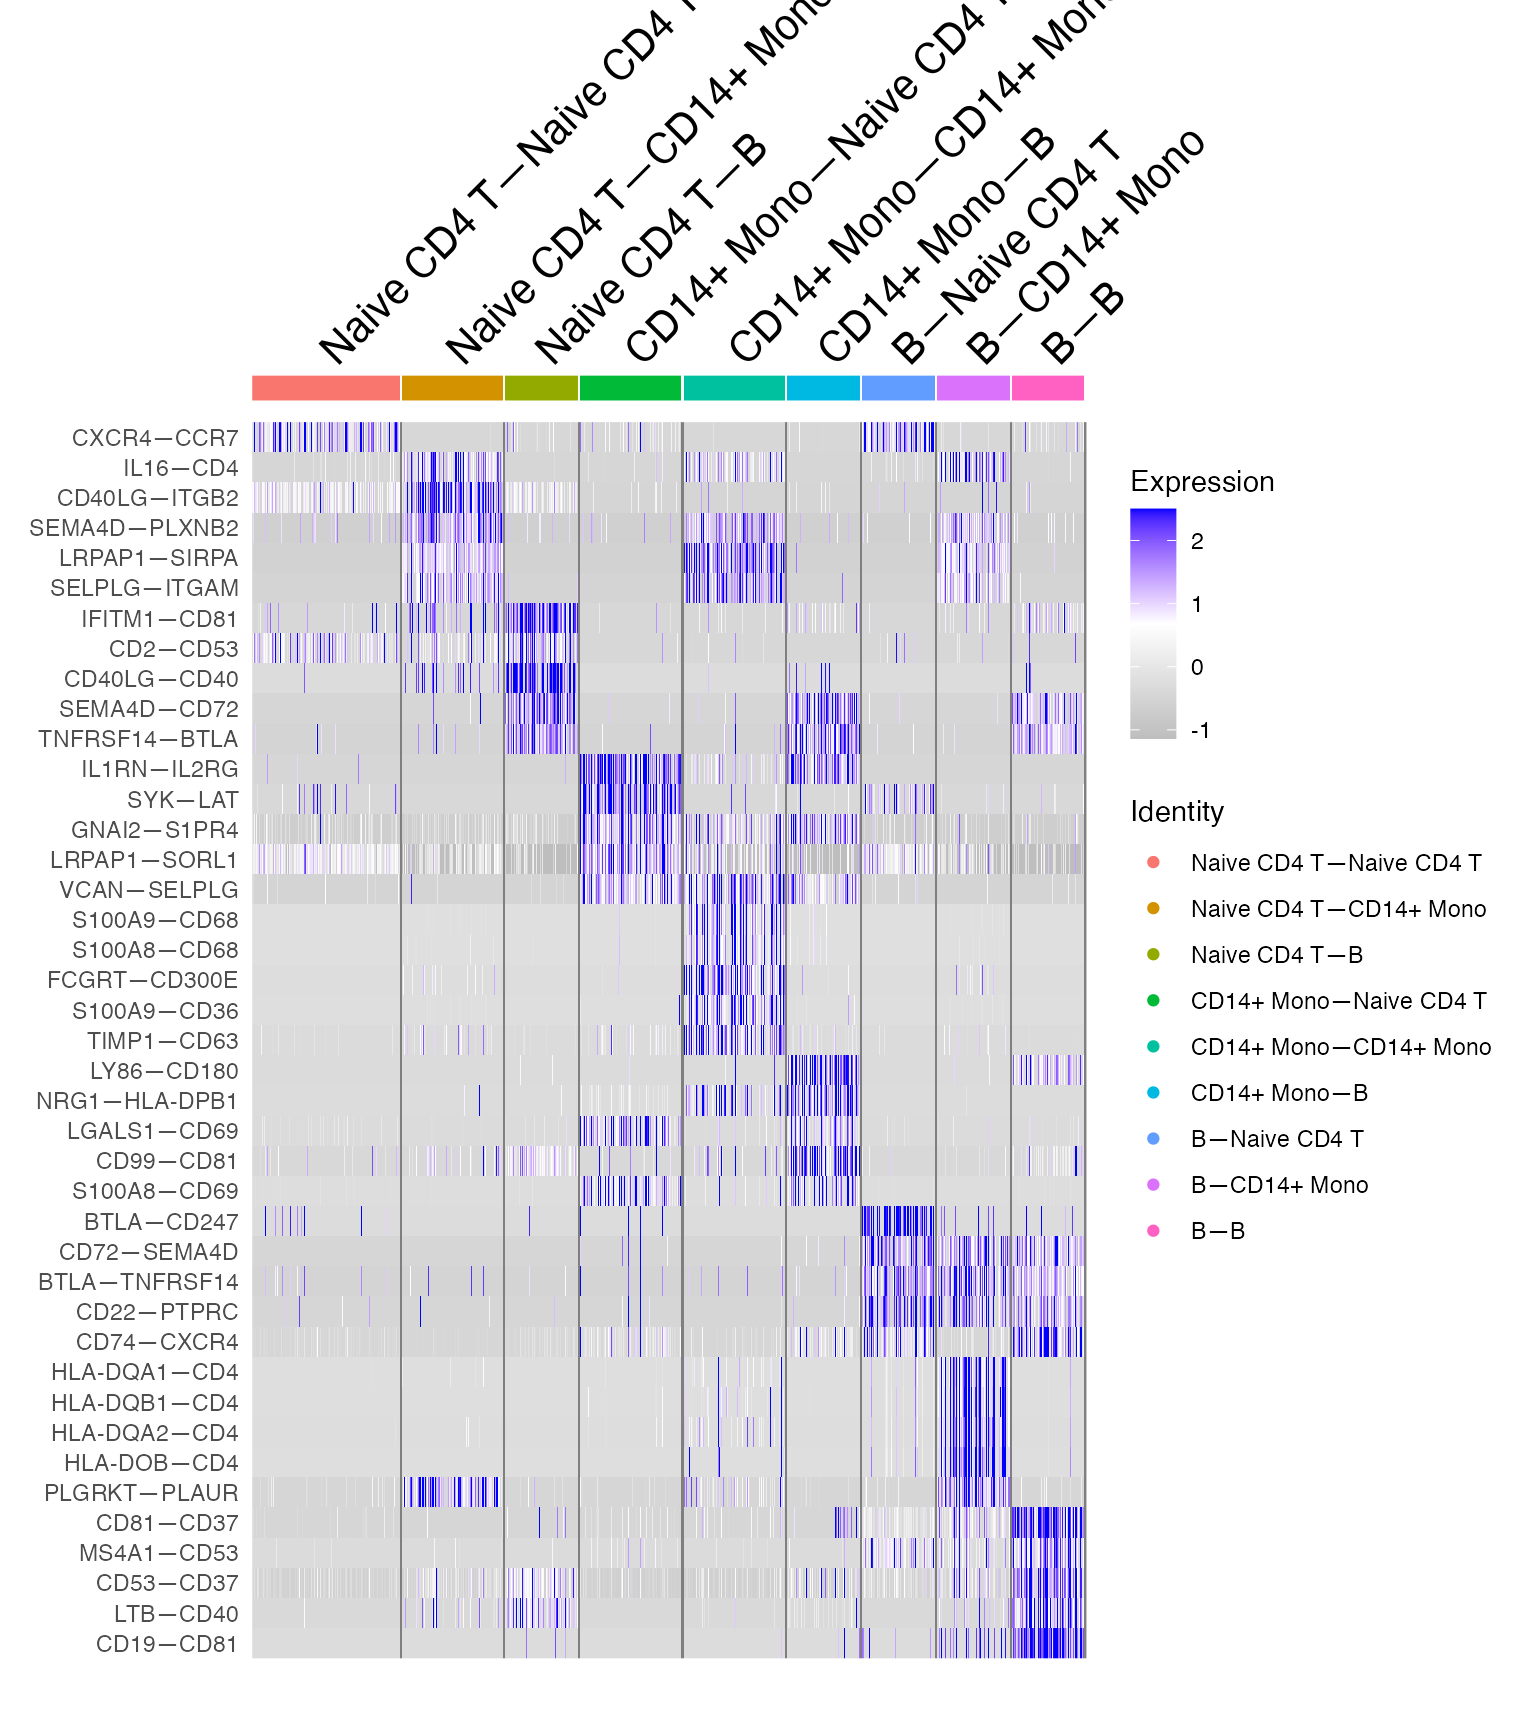 Naive CD4 T—Naive CD4 T
Naive CD4 T—CD14+ Mono
Naive CD4 T—B
CD14+ Mono—Naive CD4 T
CD14+ Mono—CD14+ Mono
CD14+ Mono—B
B—Naive CD4 T
B—CD14+ Mono
B—B
CXCR4—CCR7
IL16—CD4
CD40LG—ITGB2
SEMA4D—PLXNB2
LRPAP1—SIRPA
SELPLG—ITGAM
IFITM1—CD81
CD2—CD53
CD40LG—CD40
SEMA4D—CD72
TNFRSF14—BTLA
IL1RN—IL2RG
SYK—LAT
GNAI2—S1PR4
LRPAP1—SORL1
VCAN—SELPLG
S100A9—CD68
S100A8—CD68
FCGRT—CD300E
S100A9—CD36
TIMP1—CD63
LY86—CD180
NRG1—HLA-DPB1
LGALS1—CD69
CD99—CD81
S100A8—CD69
BTLA—CD247
CD72—SEMA4D
BTLA—TNFRSF14
CD22—PTPRC
CD74—CXCR4
HLA-DQA1—CD4
HLA-DQB1—CD4
HLA-DQA2—CD4
HLA-DOB—CD4
PLGRKT—PLAUR
CD81—CD37
MS4A1—CD53
CD53—CD37
LTB—CD40
CD19—CD81
Expression
2
1
0
-1
Identity
Naive CD4 T—Naive CD4 T
Naive CD4 T—CD14+ Mono
Naive CD4 T—B
CD14+ Mono—Naive CD4 T
CD14+ Mono—CD14+ Mono
CD14+ Mono—B
B—Naive CD4 T
B—CD14+ Mono
B—B